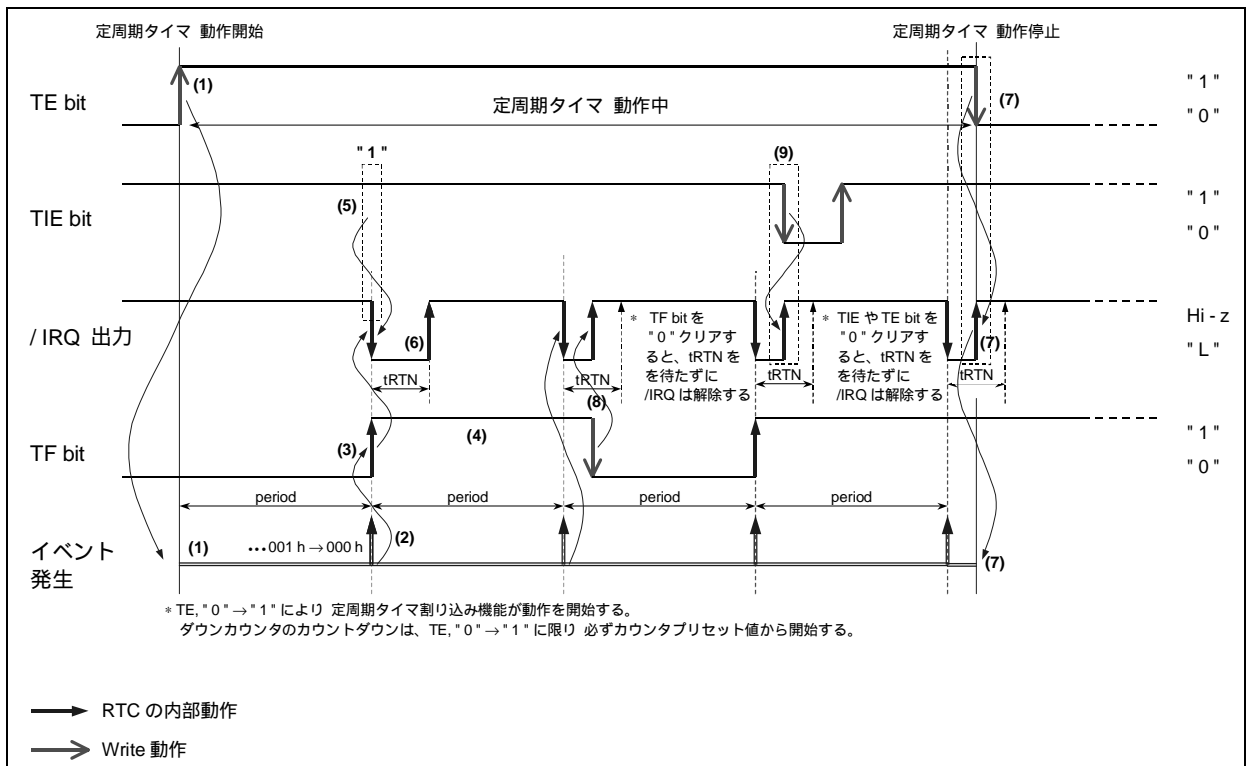 定周期タイマ 動作開始
定周期タイマ 動作停止
TE bit
(1)
定周期タイマ 動作中
(7)
" 1 "
" 0 "
TIE bit
" 1 "
(5)
(9)
" 1 "
" 0 "
/ IRQ 出力
(6)
tRTN
tRTN
(8)
* TF bit を
" 0 " クリアす
ると、tRTN を
を待たずに
/IRQ は解除する
tRTN
* TIE や TE bit を
" 0 " クリアす
ると、tRTN を
を待たずに
/IRQ は解除する
(7)
tRTN
Hi - z
" L "
TF bit
(3)
(4)
" 1 "
" 0 "
period
period
period
period
イベント
発生
(1)
•••001 h → 000 h
(2)
(7)
* TE, " 0 " → " 1 " により 定周期タイマ割り込み機能が動作を開始する。
ダウンカウンタのカウントダウンは、TE, " 0 " → " 1 " に限り 必ずカウンタプリセット値から開始する。
RTC の内部動作
Write 動作